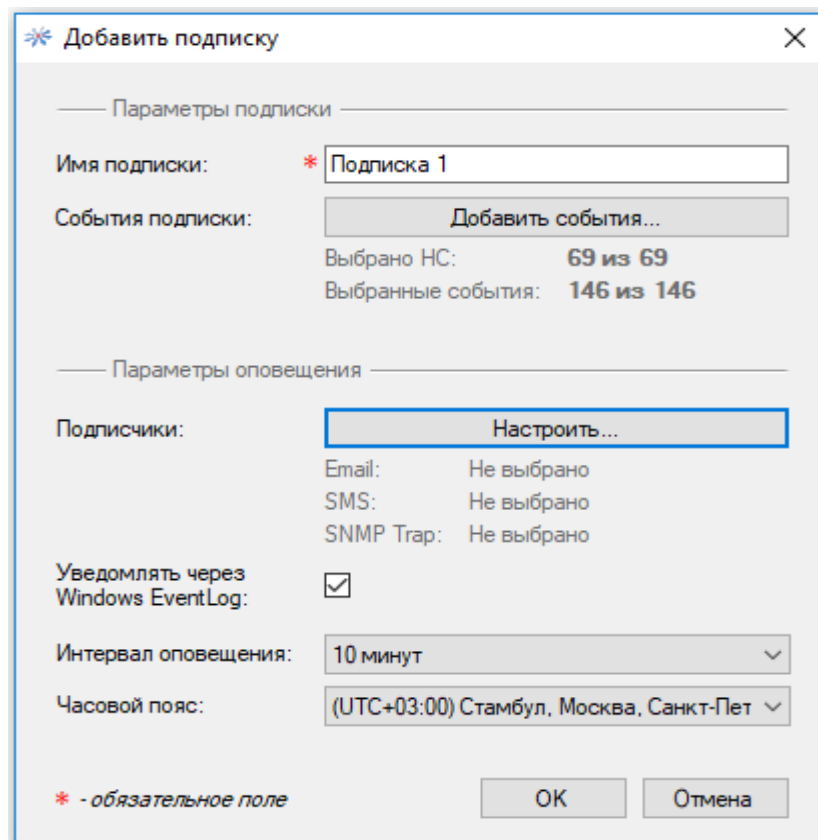 Добавить подписку
Параметры подписки
Имя подписки: * Подписка 1
События подписки: Добавить события...
Выбрано НС: 69 из 69
Выбранные события: 146 из 146
Параметры оповещения
Подписчики: Настроить...
Email: Не выбрано
SMS: Не выбрано
SNMP Trap: Не выбрано
Уведомлять через
Windows EventLog:
Интервал оповещения: 10 минут
Часовой пояс: (UTC+03:00) Стамбул, Москва, Санкт-Пет
* - обязательное поле OK Отмена